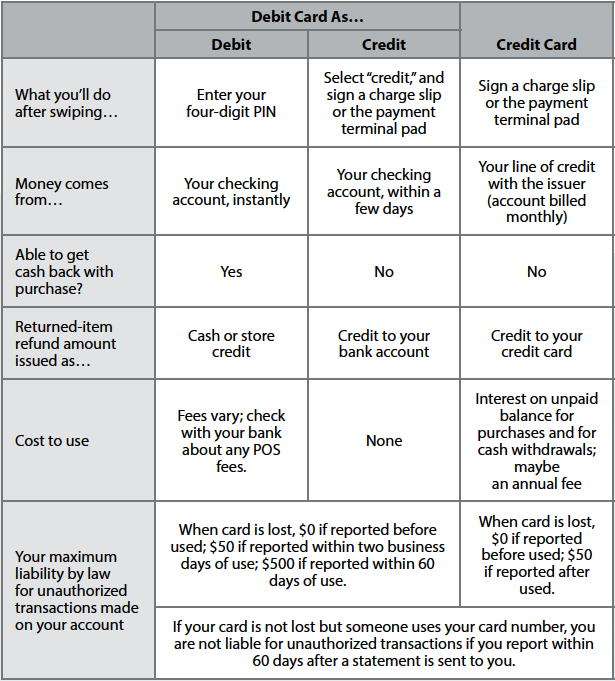 Debit Card As…
Debit
Credit
Credit Card
What you’ll do
after swiping…
Enter your
four-digit PIN
Select “credit,” and
sign a charge slip
or the payment
terminal pad
Sign a charge slip
or the payment
terminal pad
Money comes
from…
Your checking
account, instantly
Your checking
account, within a
few days
Your line of credit
with the issuer
(account billed
monthly)
Able to get
cash back with
purchase?
Yes
No
No
Returned-item
refund amount
issued as…
Cash or store
credit
Credit to your
bank account
Credit to your
credit card
Cost to use
Fees vary; check
with your bank
about any POS
fees.
None
Interest on unpaid
balance for
purchases and for
cash withdrawals;
maybe
an annual fee
Your maximum
liability by law
for unauthorized
transactions made
on your account
When card is lost, $0 if reported before
used; $50 if reported within two business
days of use; $500 if reported within 60
days of use.
When card is lost,
$0 if reported
before used; $50
if reported after
used.
If your card is not lost but someone uses your card number, you
are not liable for unauthorized transactions if you report within
60 days after a statement is sent to you.